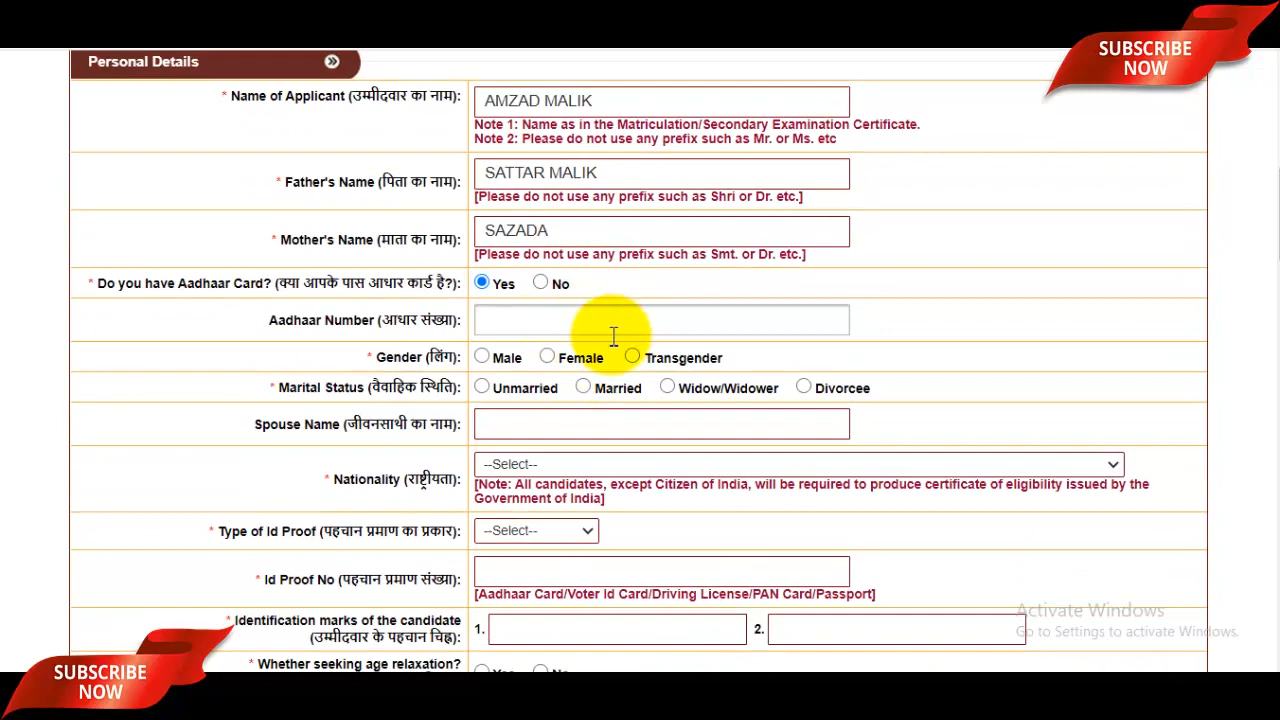 SUBSCRIBE
NOW
Personal Details
* Name of Applicant (उम्मीदवार का नाम):
AMZAD MALIK
Note 1: Name as in the Matriculation/Secondary Examination Certificate.
Note 2: Please do not use any prefix such as Mr. or Ms. etc
* Father's Name (पिता का नाम):
SATTAR MALIK
[Please do not use any prefix such as Shri or Dr. etc.]
* Mother's Name (माता का नाम):
SAZADA
[Please do not use any prefix such as Smt. or Dr. etc.]
* Do you have Aadhaar Card? (क्या आपके पास आधार कार्ड है?):
Yes No
Aadhaar Number (आधार संख्या):
* Gender (लिंग):
Male Female Transgender
* Marital Status (वैवाहिक स्थिति):
Unmarried Married Widow/Widower Divorcee
Spouse Name (जीवनसाथी का नाम):
* Nationality (राष्ट्रीयता):
--Select--
[Note: All candidates, except Citizen of India, will be required to produce certificate of eligibility issued by the
Government of India]
* Type of Id Proof (पहचान प्रमाण का प्रकार):
--Select--
* Id Proof No (पहचान प्रमाण संख्या):
[Aadhaar Card/Voter Id Card/Driving License/PAN Card/Passport]
* Identification marks of the candidate
(उम्मीदवार के पहचान चिह्न):
1. 2.
Activate Windows
Go to Settings to activate Windows.
* Whether seeking age relaxation?
Yes No
SUBSCRIBE
NOW